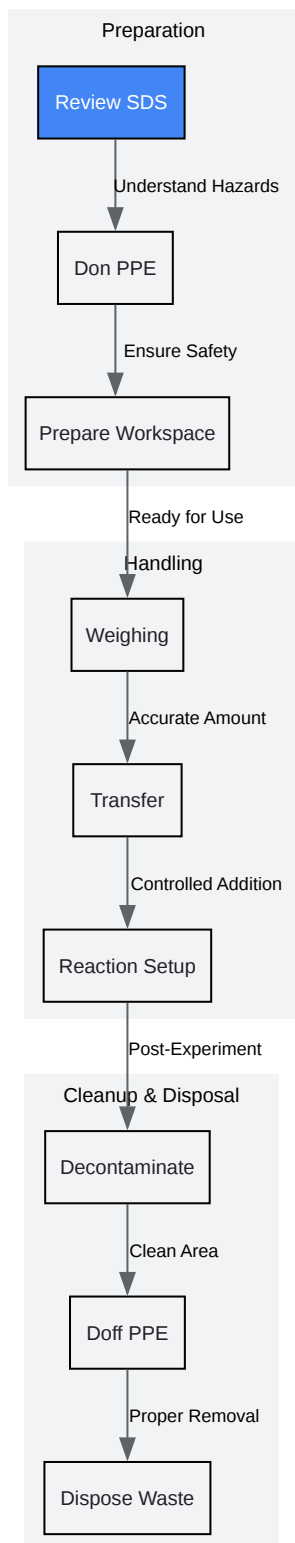 Preparation
Review SDS
Understand Hazards
Don PPE
Ensure Safety
Prepare Workspace
Ready for Use
Handling
Weighing
Accurate Amount
Transfer
Controlled Addition
Reaction Setup
Post-Experiment
Cleanup & Disposal
Decontaminate
Clean Area
Doff PPE
Proper Removal
Dispose Waste